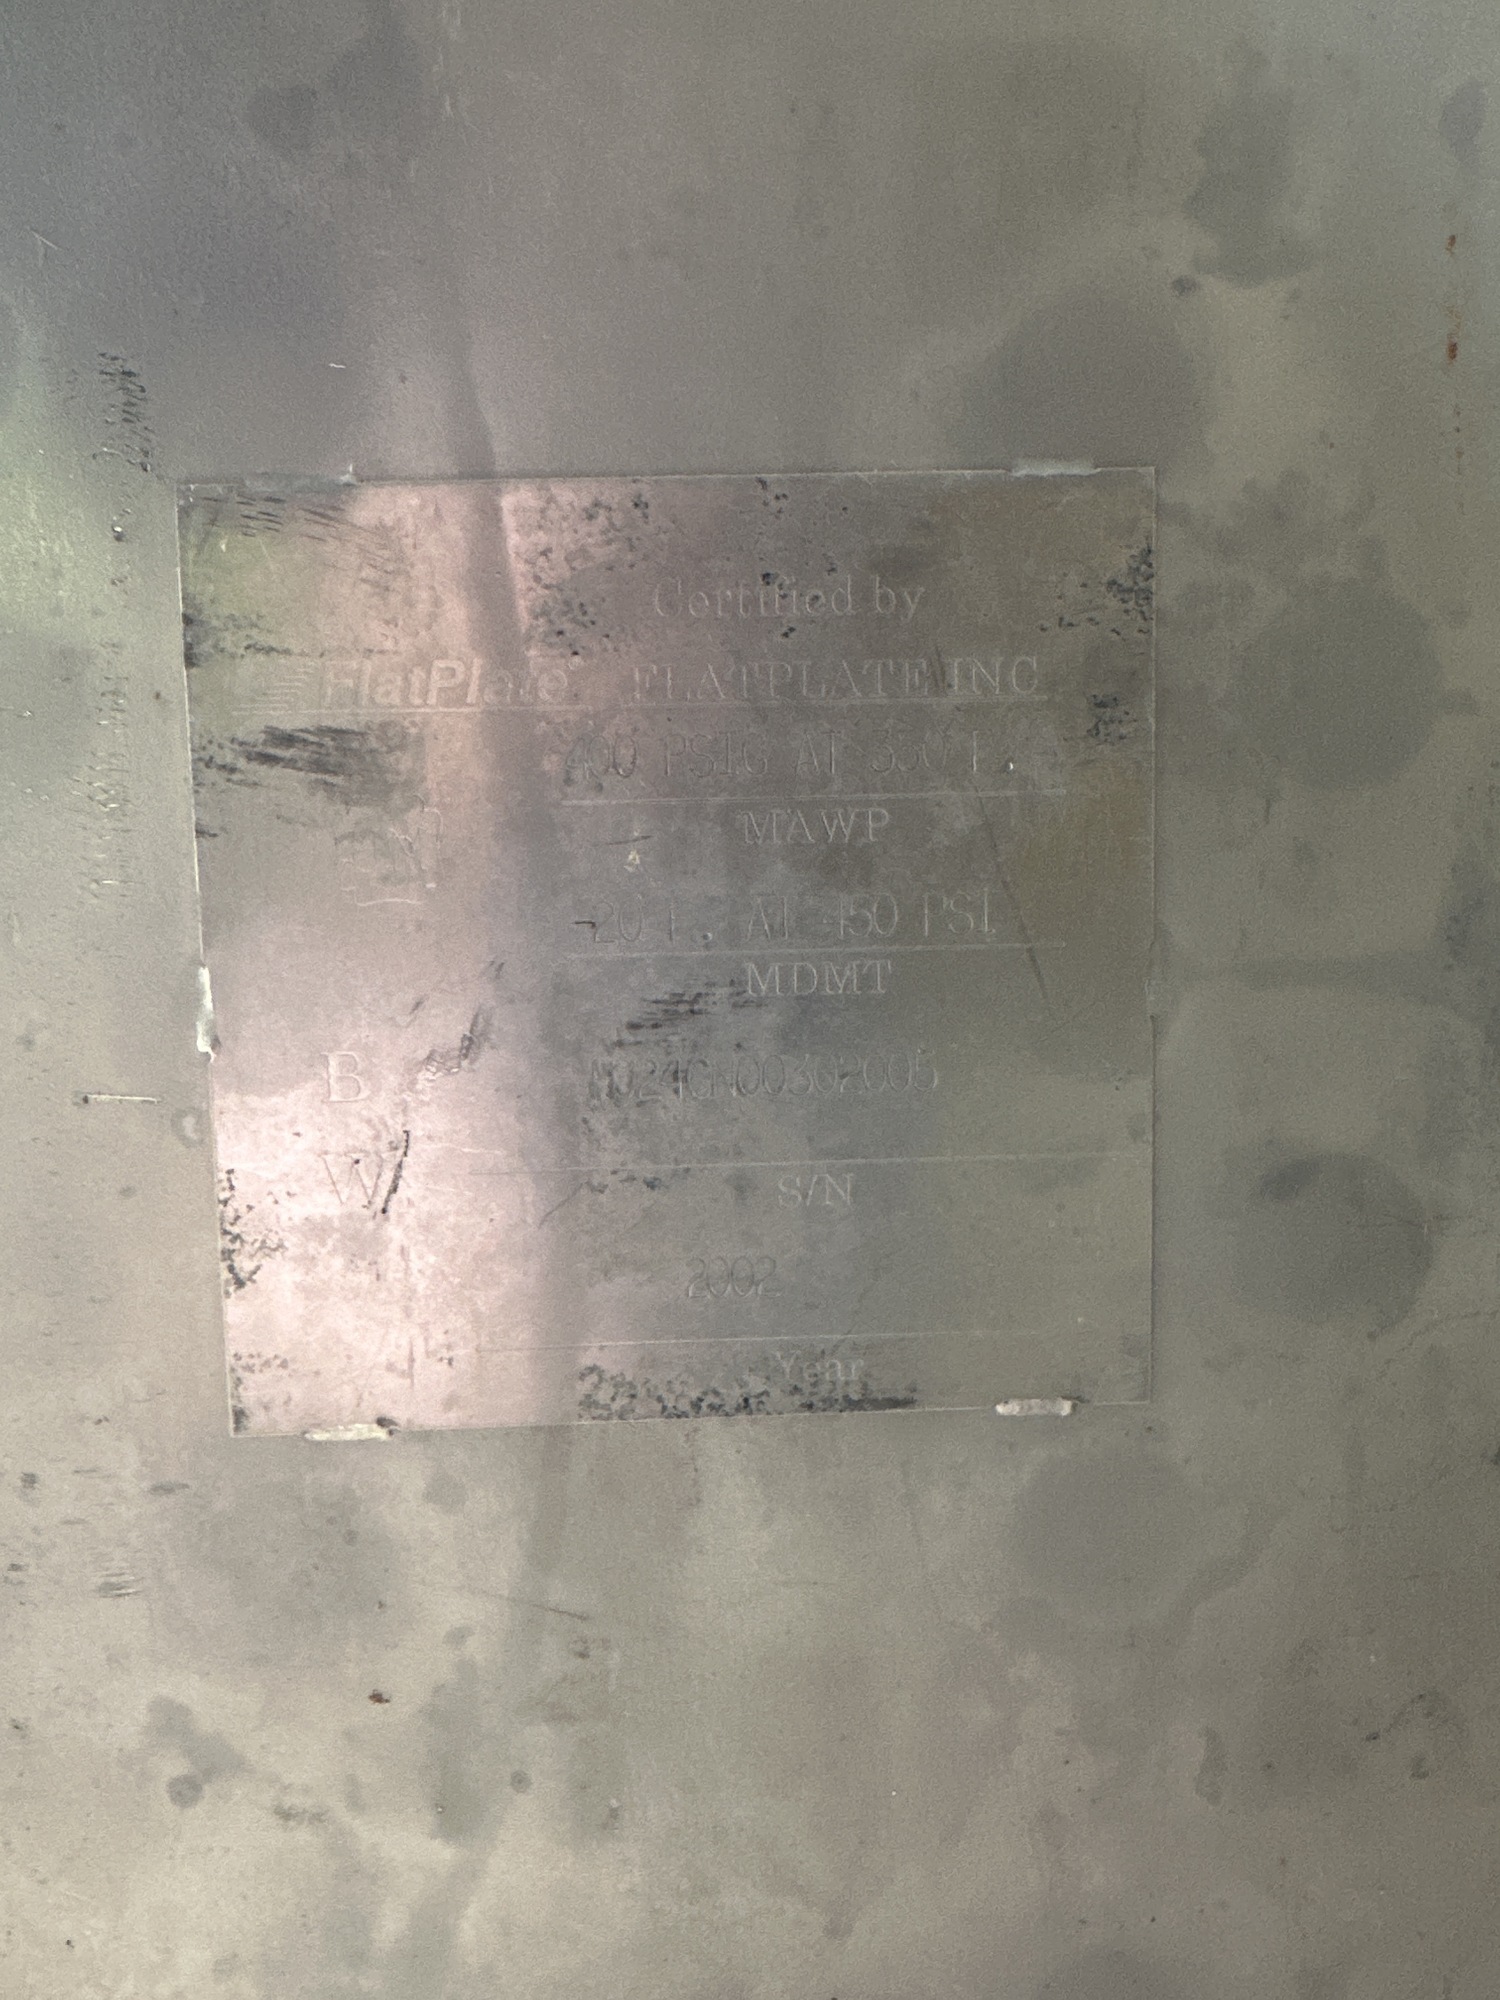 Certified by
FlatPlate® FLATPLATE INC
400 PSIG AT 350 F
MAWP
-20 F. AT 450 PSI
MDMT
B
W
S/N
2002
Year